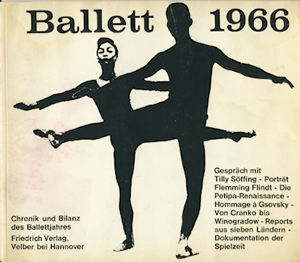 Ballett 1966
Gespräch mit
Tilly Söffing - Porträt
Flemming Flindt - Die
Petipa-Renaissance -
Hommage à Gsovsky -
Von Cranko bis
Winogradow - Reports
aus sieben Ländern -
Dokumentation der
Spielzeit
Chronik und Bilanz
des Ballettjahres
Friedrich Verlag,
Velber bei Hannover